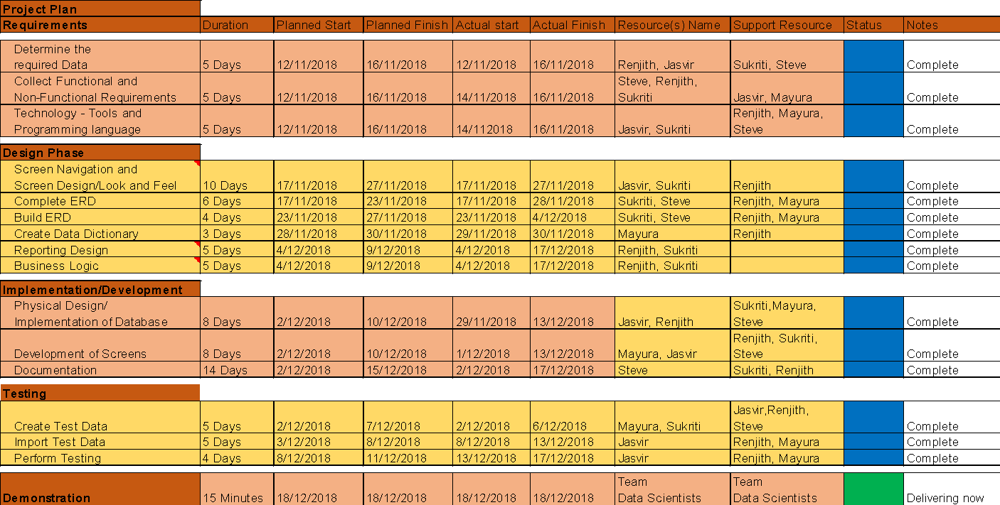 Project Plan
Requirements Duration Planned Start Planned Finish Actual start Actual Finish Resource(s) Name Support Resource Status Notes
Determine the
required Data 5 Days 12/11/2018 16/11/2018 12/11/2018 16/11/2018 Renjith, Jasvir Sukriti, Steve Complete
Collect Functional and Steve, Renjith,
Non-Functional Requirements 5 Days 12/11/2018 16/11/2018 14/11/2018 16/11/2018 Sukriti Jasvir, Mayura Complete
Technology - Tools and Renjith, Mayura,
Programming language 5 Days 12/11/2018 16/11/2018 14/112018 16/11/2018 Jasvir, Sukriti Steve Complete
Design Phase
Screen Navigation and
Screen Design/Look and Feel 10 Days 17/11/2018 27/11/2018 17/11/2018 27/11/2018 Jasvir, Sukriti Renjith Complete
Complete ERD 6 Days 17/11/2018 23/11/2018 17/11/2018 28/11/2018 Sukriti, Steve Renjith, Mayura Complete
Build ERD 4 Days 23/11/2018 27/11/2018 23/11/2018 4/12/2018 Sukriti, Steve Renjith, Mayura Complete
Create Data Dictionary 3 Days 28/11/2018 30/11/2018 29/11/2018 30/11/2018 Mayura Renjith Complete
Reporting Design 5 Days 4/12/2018 9/12/2018 4/12/2018 17/12/2018 Renjith, Sukriti Complete
Business Logic 5 Days 4/12/2018 9/12/2018 4/12/2018 17/12/2018 Renjith, Sukriti Complete
Implementation/Development
Physical Design/ Sukriti,Mayura,
Implementation of Database 8 Days 2/12/2018 10/12/2018 29/11/2018 13/12/2018 Jasvir, Renjith Steve Complete
Renjith, Sukriti,
Development of Screens 8 Days 2/12/2018 10/12/2018 1/12/2018 13/12/2018 Mayura, Jasvir Steve Complete
Documentation 14 Days 2/12/2018 15/12/2018 2/12/2018 17/12/2018 Steve Sukriti, Renjith Complete
Testing
Jasvir,Renjith,
Create Test Data 5 Days 2/12/2018 7/12/2018 2/12/2018 6/12/2018 Mayura, Sukriti Steve Complete
Import Test Data 5 Days 3/12/2018 8/12/2018 8/12/2018 13/12/2018 Jasvir Renjith, Mayura Complete
Perform Testing 4 Days 8/12/2018 11/12/2018 13/12/2018 17/12/2018 Jasvir Renjith, Mayura Complete
Team Team
Demonstration 15 Minutes 18/12/2018 18/12/2018 18/12/2018 18/12/2018 Data Scientists Data Scientists Delivering now